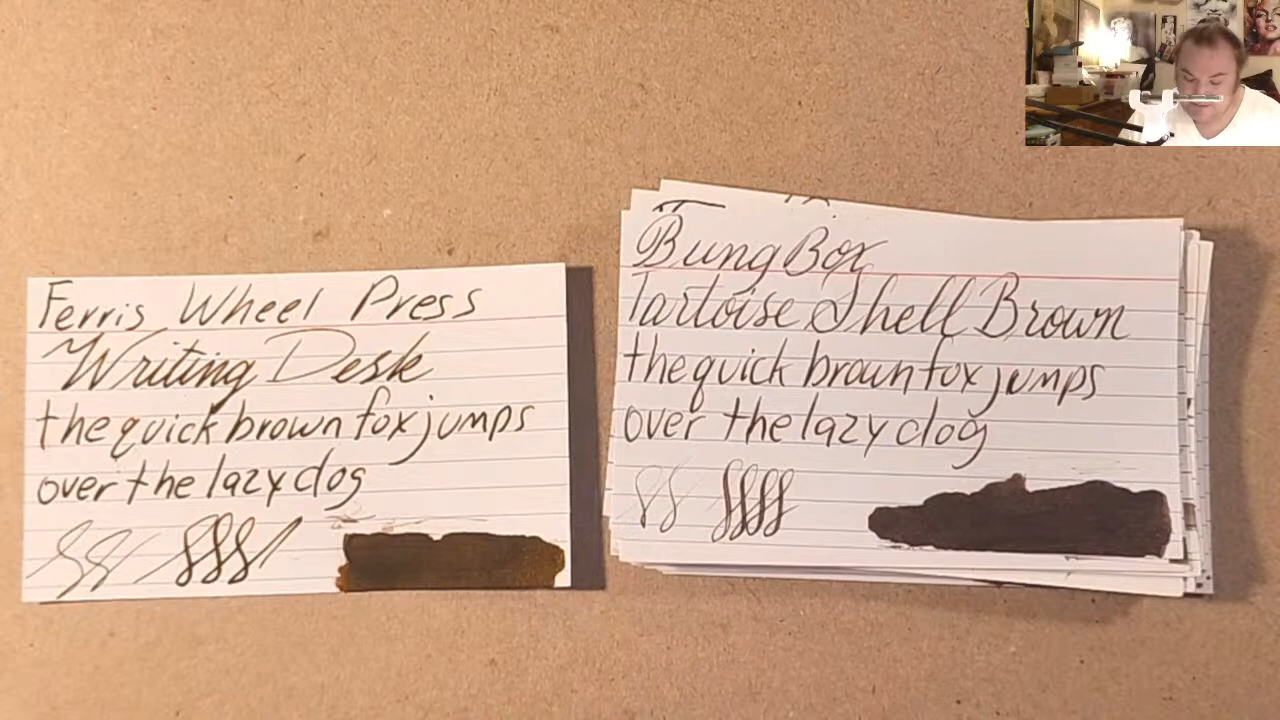 Ferris Wheel Press
Writing Desk
the quick brown fox jumps
over the lazy dog
Bung Box
Tartoise Shell Brown
the quick brown fox jumps
over the lazy dog